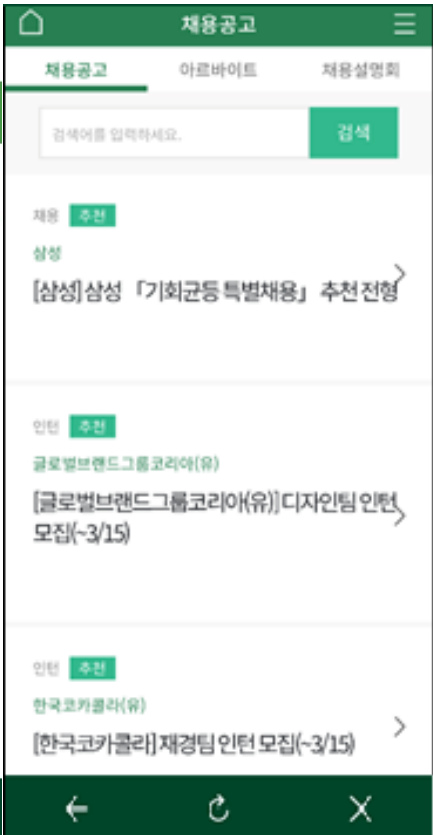 채용공고
채용공고 아르바이트 채용설명회
검색어를 입력하세요. 검색
채용 추천
삼성
[삼성] 삼성 「기회균등 특별채용」 추천 전형
인턴 추천
글로벌브랜드그룹코리아(유)
[글로벌브랜드그룹코리아(유)] 디자인팀 인턴
모집(~3/15)
인턴 추천
한국코카콜라(유)
[한국코카콜라] 재경팀 인턴 모집(~3/15)